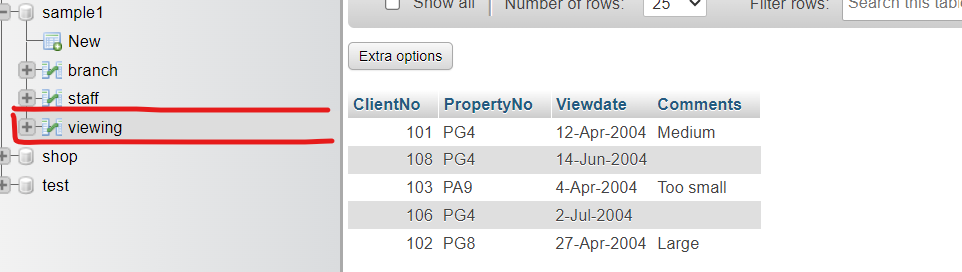 sample1
New
branch
staff
viewing
shop
test
Show all Number of rows: 25 Filter rows: Search this table
Extra options
ClientNo PropertyNo Viewdate Comments
101 PG4 12-Apr-2004 Medium
108 PG4 14-Jun-2004
103 PA9 4-Apr-2004 Too small
106 PG4 2-Jul-2004
102 PG8 27-Apr-2004 Large